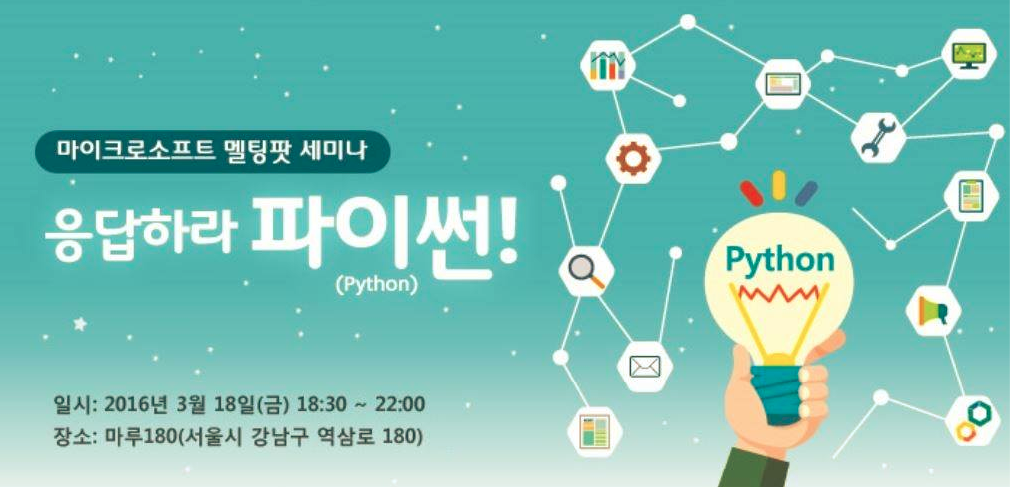 마이크로소프트 멜팅팟 세미나
응답하라 파이썬!
(Python)
일시: 2016년 3월 18일(금) 18:30 ~ 22:00
장소: 마루180(서울시 강남구 역삼로 180)
Python